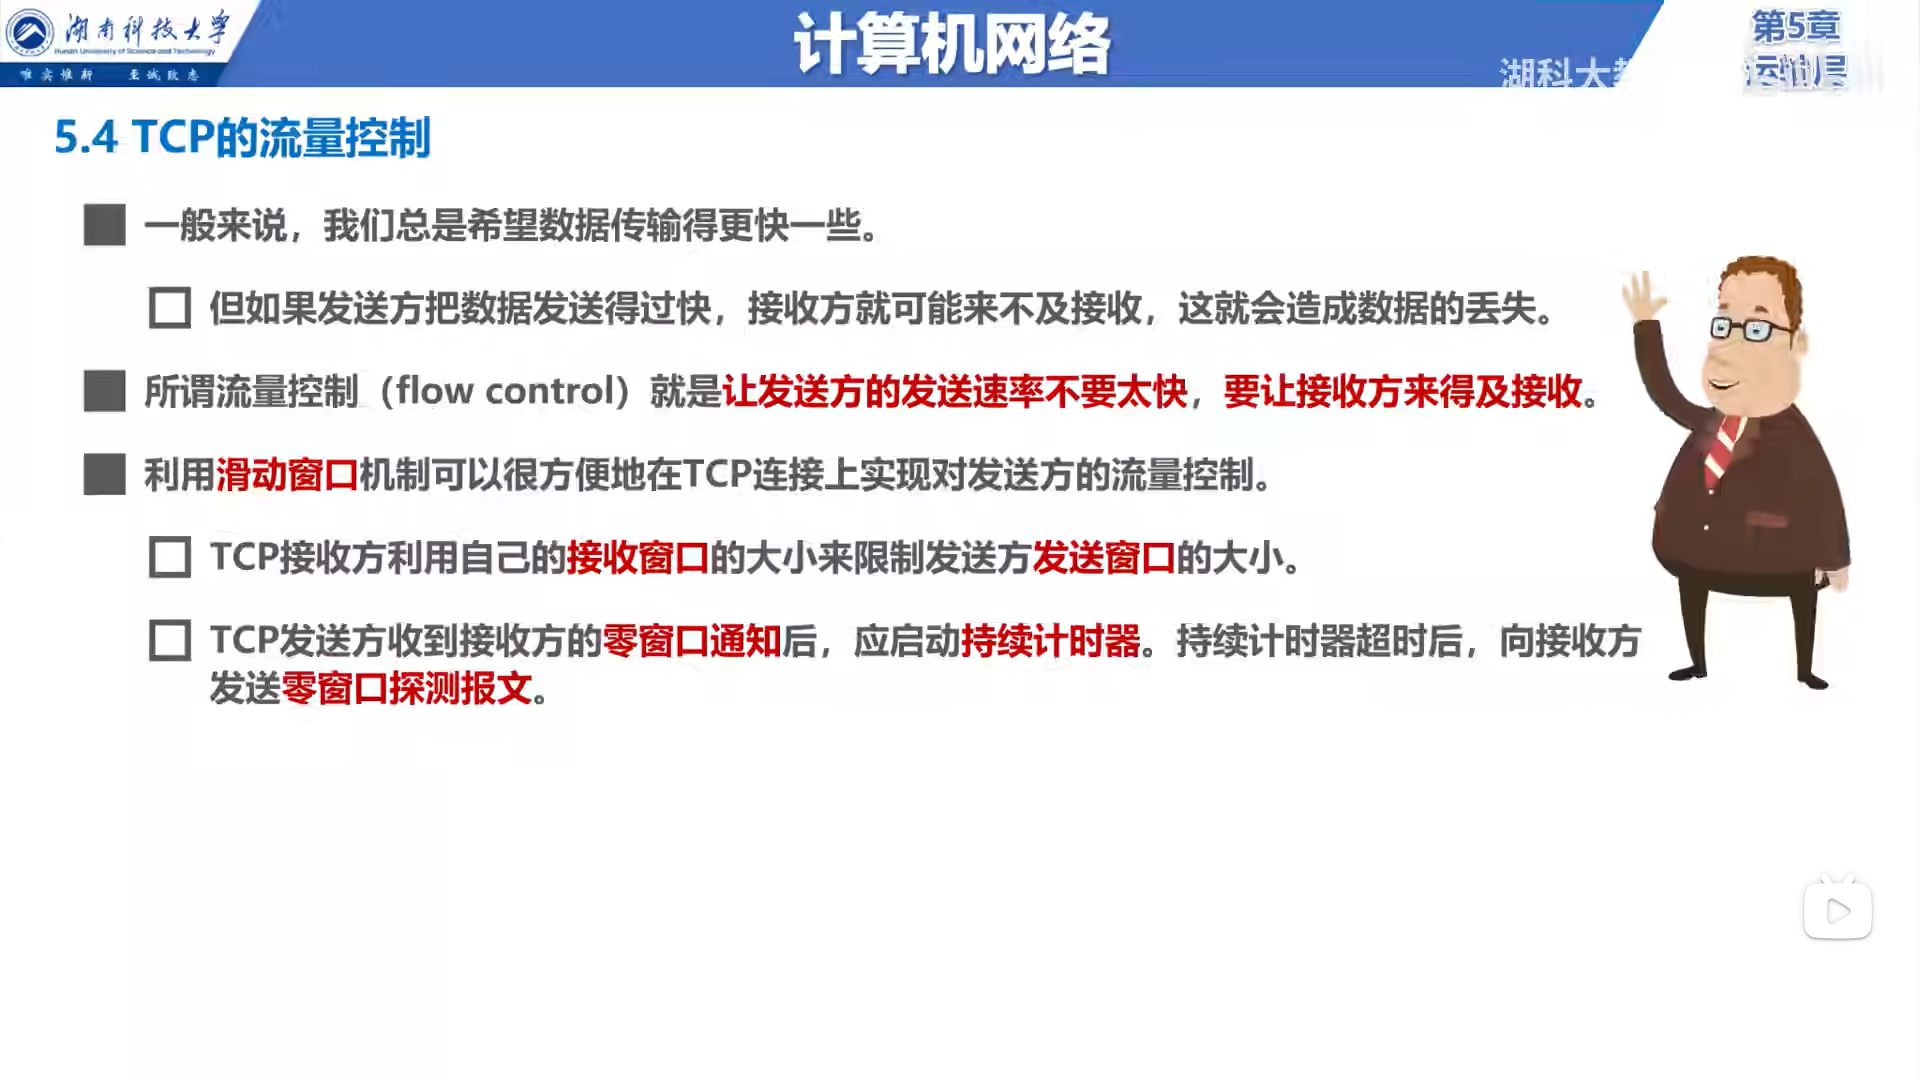 湖南科技大学
Hunan University of Science and Technology
唯实惟新 至诚致志
计算机网络
第5章
运输层
湖科大教
5.4 TCP的流量控制
一般来说，我们总是希望数据传输得更快一些。
但如果发送方把数据发送得过快，接收方就可能来不及接收，这就会造成数据的丢失。
所谓流量控制（flow control）就是让发送方的发送速率不要太快，要让接收方来得及接收。
利用滑动窗口机制可以很方便地在TCP连接上实现对发送方的流量控制。
TCP接收方利用自己的接收窗口的大小来限制发送方发送窗口的大小。
TCP发送方收到接收方的零窗口通知后，应启动持续计时器。持续计时器超时后，向接收方
发送零窗口探测报文。